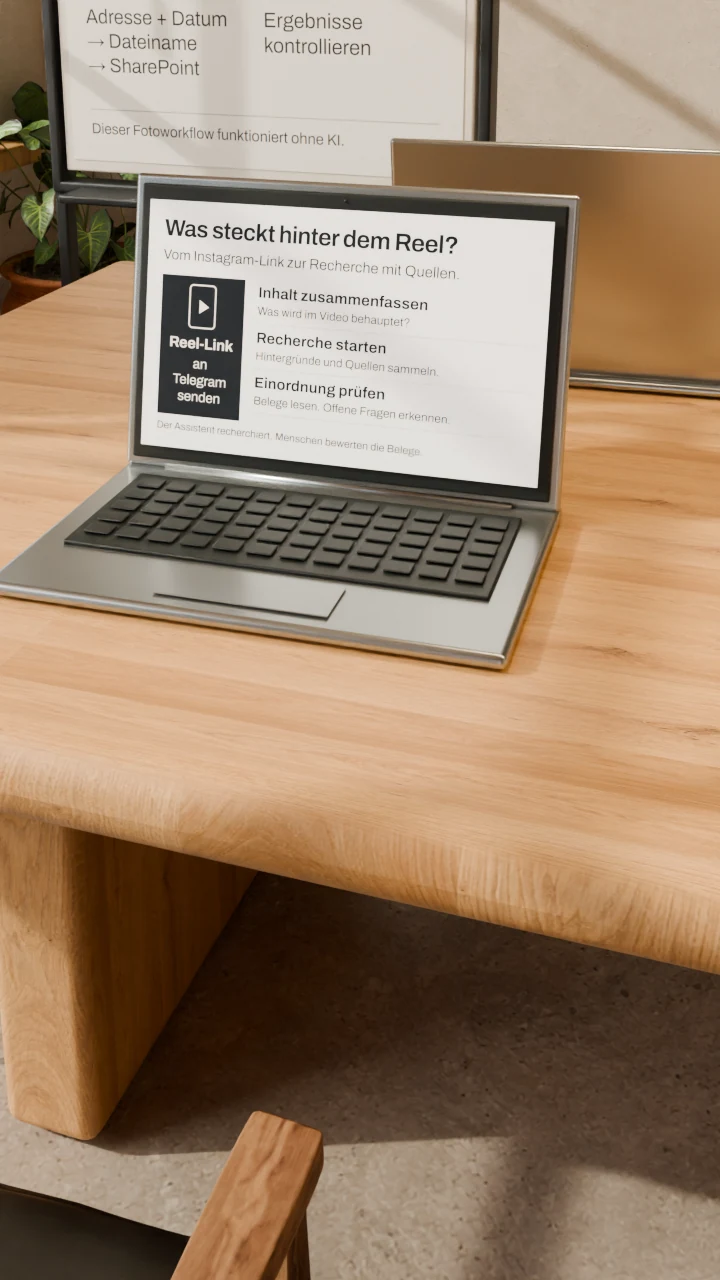 Adresse + Datum
→ Dateiname
→ SharePoint
Ergebnisse
kontrollieren
Dieser Fotoworkflow funktioniert ohne KI.
Was steckt hinter dem Reel?
Vom Instagram-Link zur Recherche mit Quellen.
Reel-Link
an
Telegram
senden
Inhalt zusammenfassen
Was wird im Video behauptet?
Recherche starten
Hintergründe und Quellen sammeln.
Einordnung prüfen
Belege lesen. Offene Fragen erkennen.
Der Assistent recherchiert. Menschen bewerten die Belege.